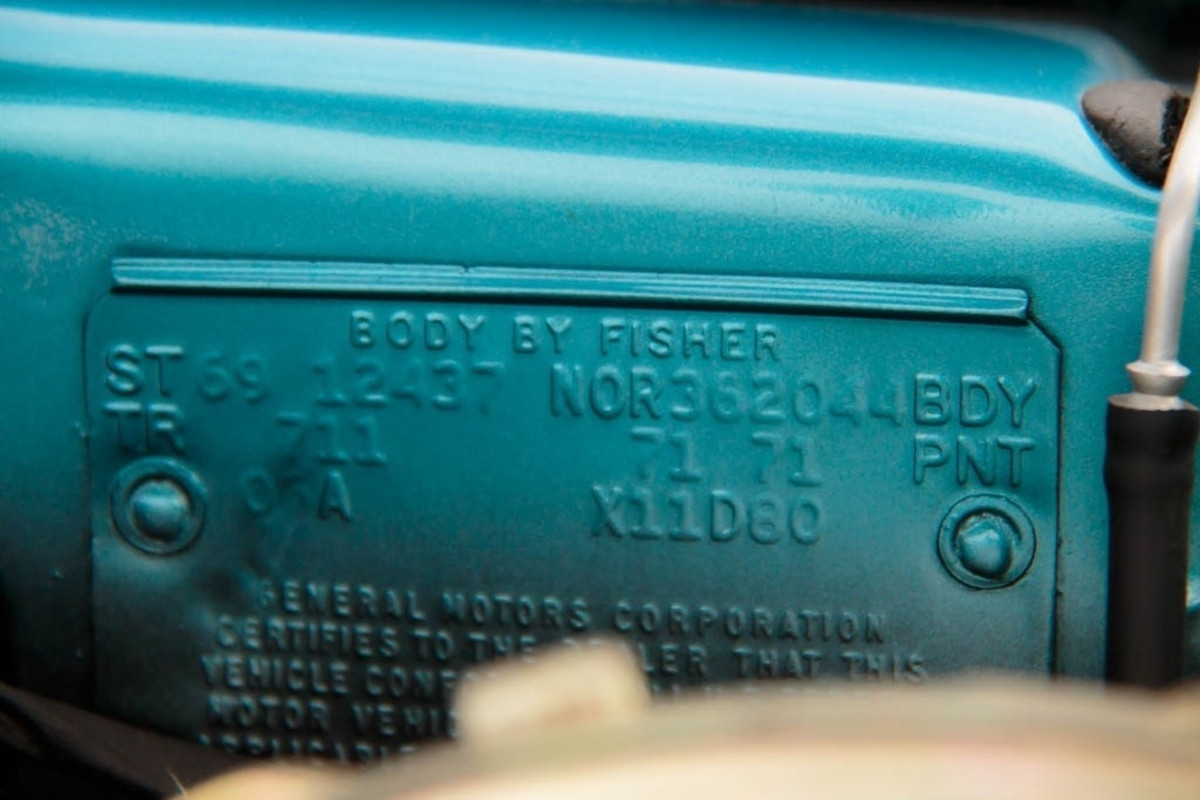 BODY BY FISHER
ST 69 12437 NOR362044 BDY
TR 711 71 71 PNT
A X11D80
GENERAL MOTORS CORPORATION
CERTIFIES TO THE DEALER THAT THIS
VEHICLE
MOTOR